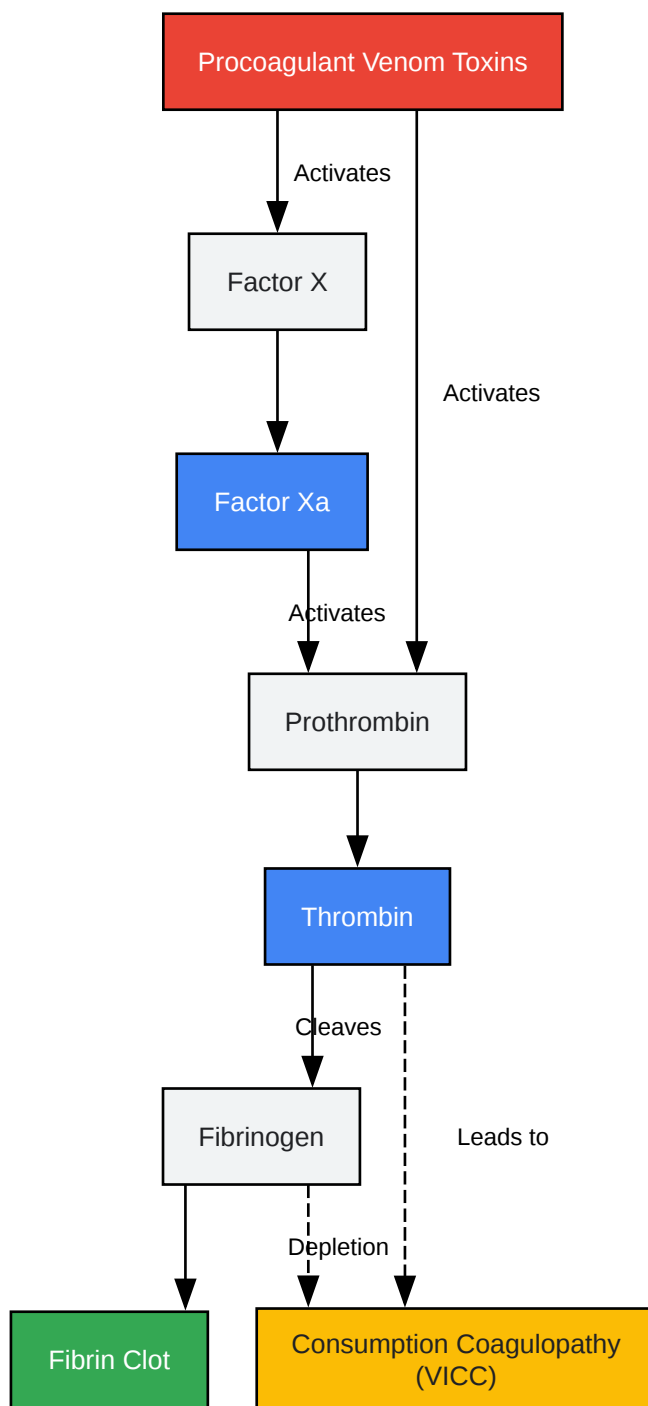 Procoagulant Venom Toxins
Activates
Factor X
Activates
Factor Xa
Activates
Prothrombin
Thrombin
Cleaves
Fibrinogen
Leads to
Depletion
Fibrin Clot
Consumption Coagulopathy
(VICC)